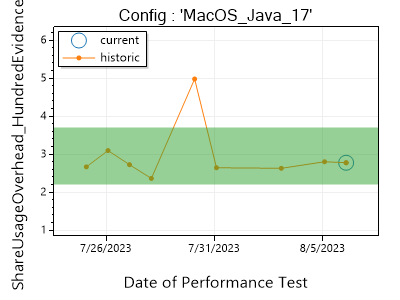 Config : 'MacOS_Java_17'
current
historic
ShareUsageOverhead_HundredEvidence
6
5
4
3
2
1
7/26/2023 7/31/2023 8/5/2023
Date of Performance Test